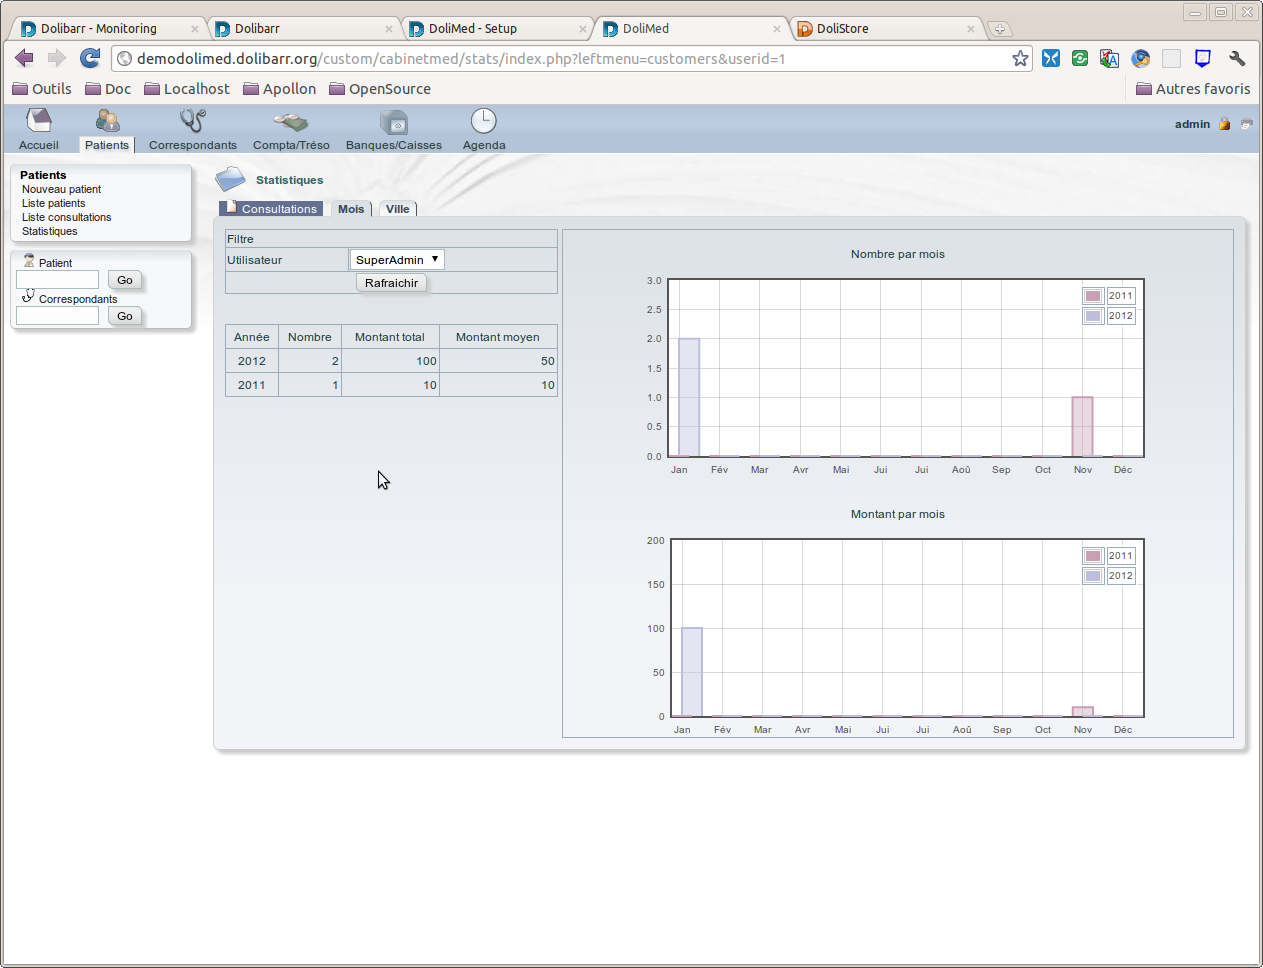 Dolibarr - Monitoring
Dolibarr
DoliMed - Setup
DoliMed
DoliStore
demodolimed.dolibarr.org/custom/cabinetmed/stats/index.php?leftmenu=customers&userid=1
Outils
Doc
Localhost
Apollon
OpenSource
Autres favoris
Accueil
Patients
Correspondants
Compta/Tréso
Banques/Caisses
Agenda
admin
Patients
Nouveau patient
Liste patients
Liste consultations
Statistiques
Patient
Go
Correspondants
Go
Statistiques
Consultations
Mois
Ville
Filtre
Utilisateur SuperAdmin
Rafraichir
Année Nombre Montant total Montant moyen
2012 2 100 50
2011 1 10 10
Nombre par mois
3.0
2.5
2.0
1.5
1.0
0.5
0.0
2011
2012
Jan Fév Mar Avr Mai Jui Jui Aoû Sep Oct Nov Déc
Montant par mois
200
150
100
50
0
2011
2012
Jan Fév Mar Avr Mai Jui Jui Aoû Sep Oct Nov Déc